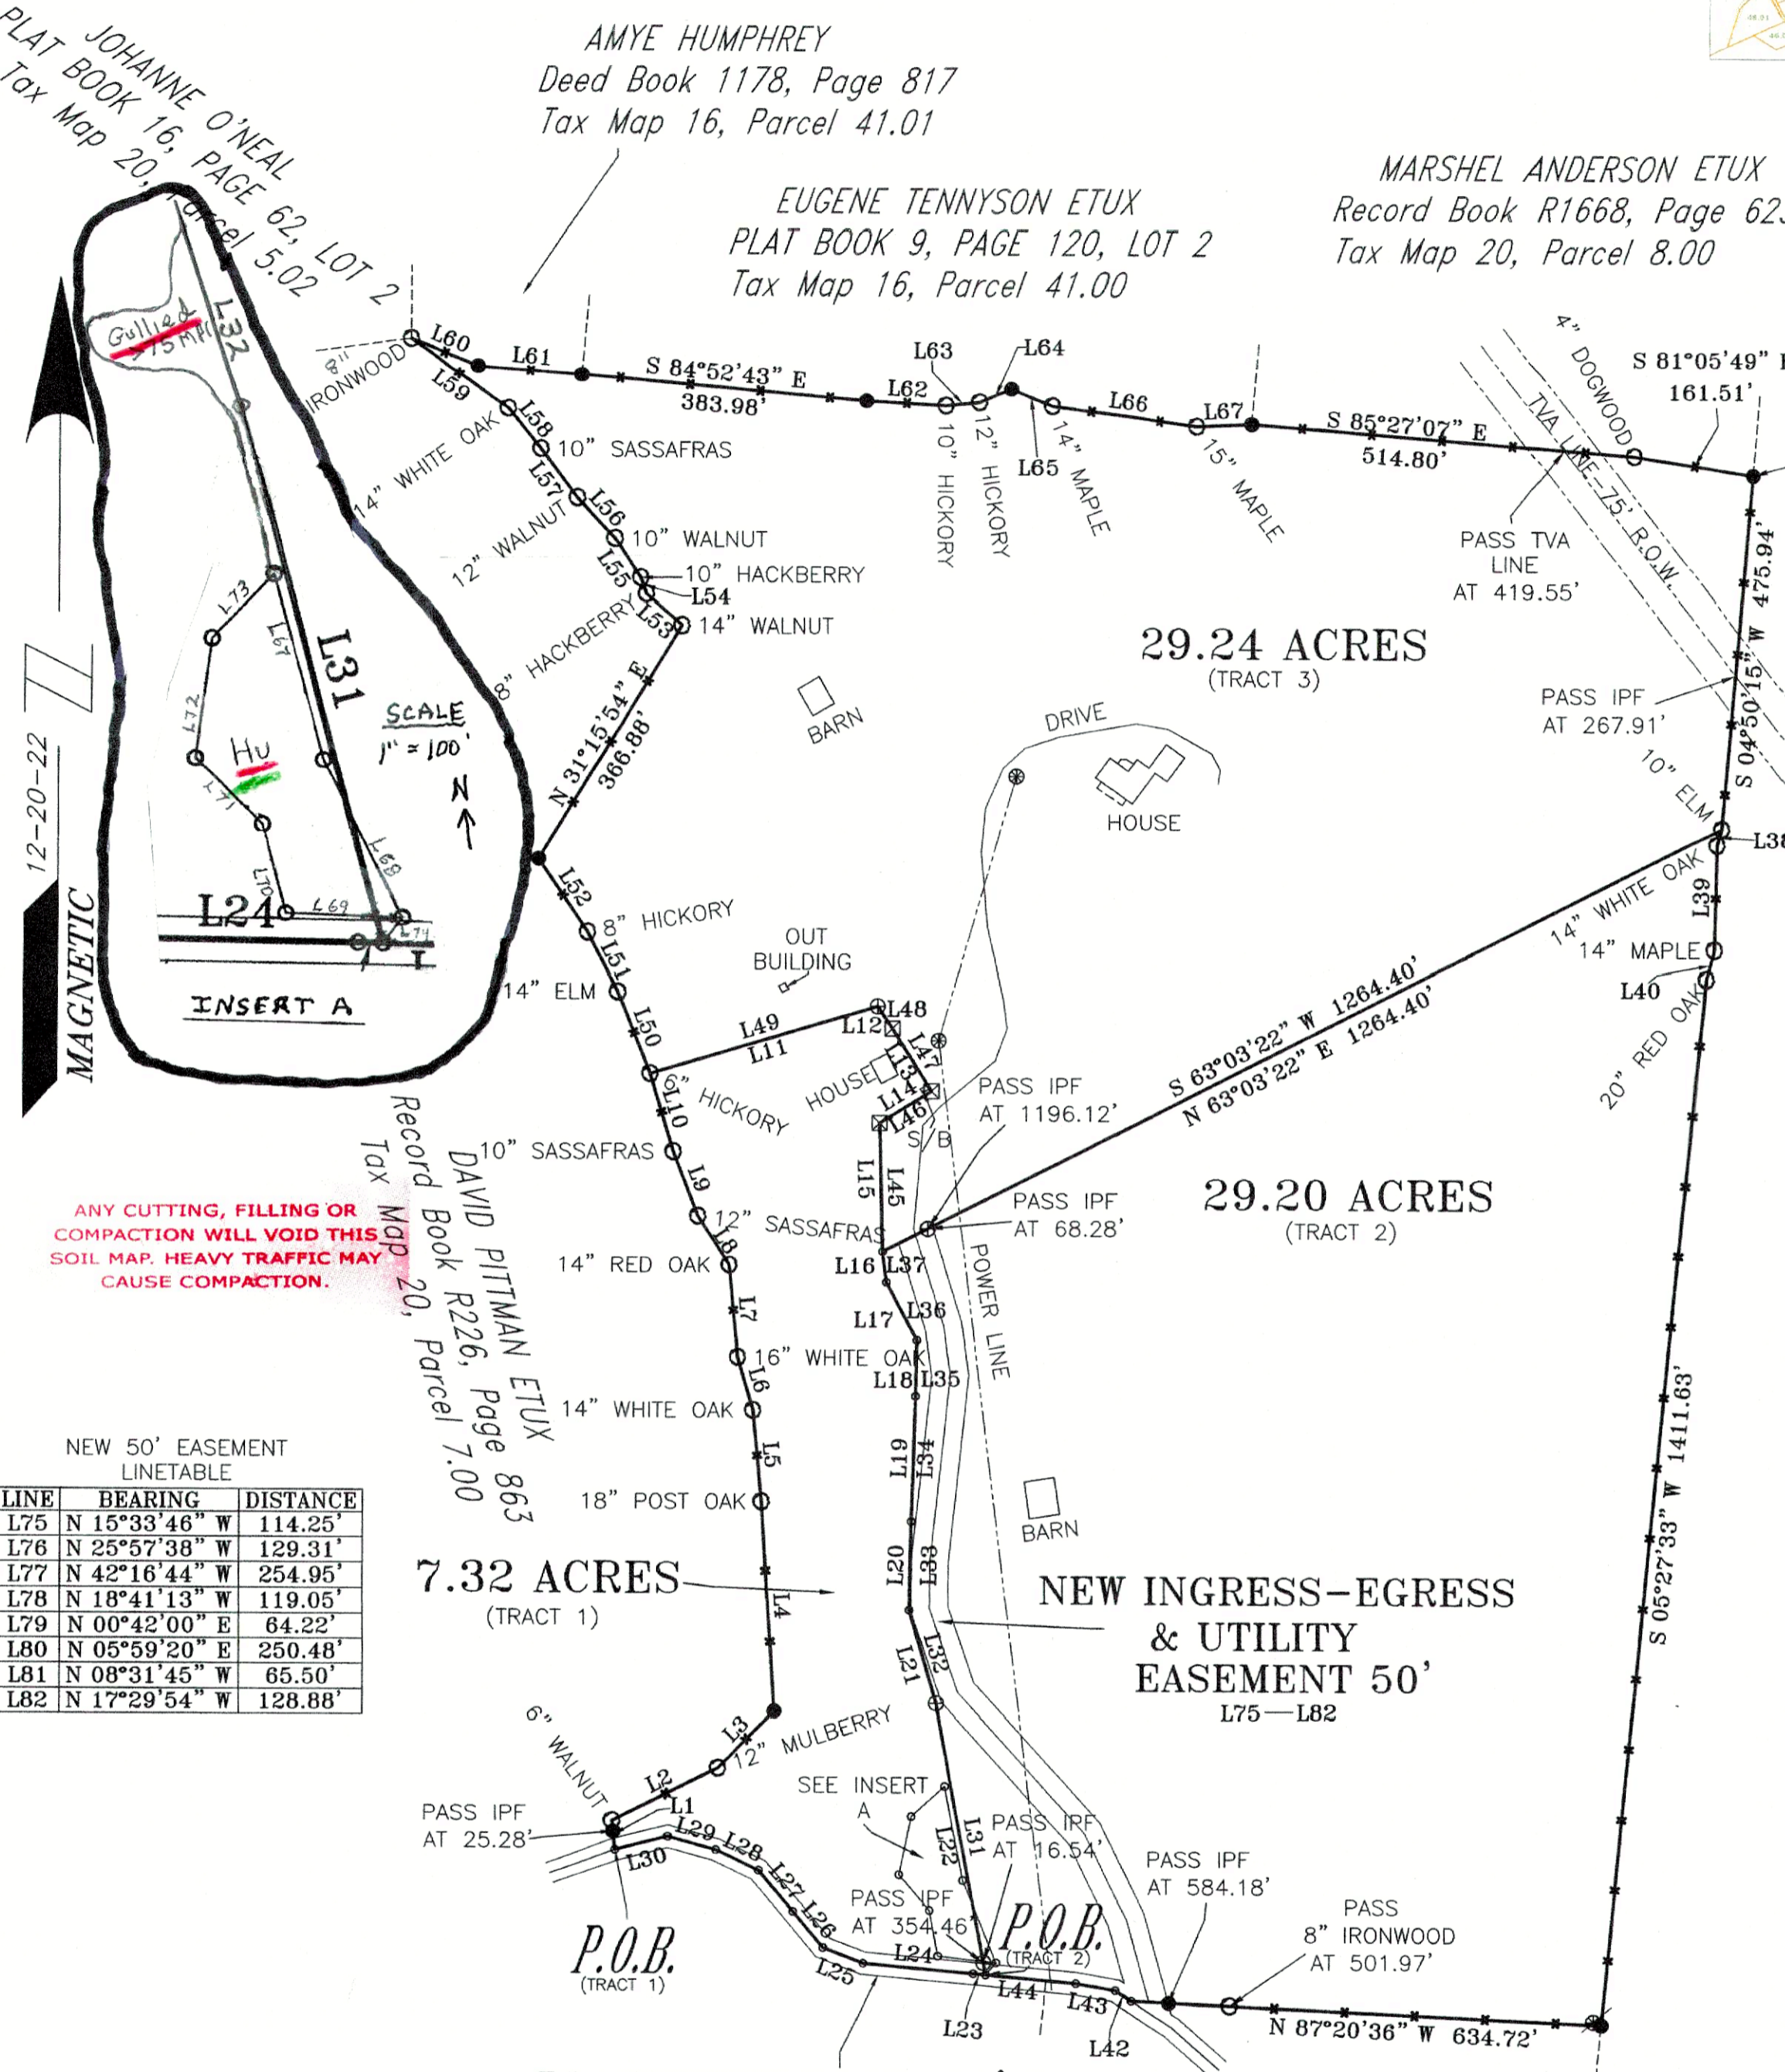 JOHANNE O'NEAL
PLAT BOOK 16, PAGE 62, LOT 2
Tax Map 20, Parcel 5.02
AMYE HUMPHREY
Deed Book 1178, Page 817
Tax Map 16, Parcel 41.01
EUGENE TENNYSON ETUX
PLAT BOOK 9, PAGE 120, LOT 2
Tax Map 16, Parcel 41.00
MARSHEL ANDERSON ETUX
Record Book R1668, Page
Tax Map 20, Parcel 8.00
46.91
8" IRONWOOD
L60
L61
L59
S 84°52'43" E
383.98'
L62
L63
L64
L65
L66
L67
S 85°27'07" E
514.80'
4" DOGWOOD
S 81°05'49"
161.51'
TVA LINE-75' R.O.W.
PASS TVA
LINE
AT 419.55'
10" HICKORY
12" HICKORY
14" MAPLE
15" MAPLE
L58
14" WHITE OAK
10" SASSAFRAS
L57
12" WALNUT
L56
10" WALNUT
L55
10" HACKBERRY
L54
8" HACKBERRY
L53
14" WALNUT
N 31°15'54" E
366.88'
BARN
29.24 ACRES
(TRACT 3)
S 04°50'15" W 475.94'
PASS IPF
AT 267.91'
10" ELM
DRIVE
HOUSE
L38
14" WHITE OAK
L39
14" MAPLE
L40
20" RED OAK
12-20-22
MAGNETIC
Gullied
L32
L73
L67
L31
SCALE
1" = 100'
N
L72
Hu
L71
L68
L70
L24
L69
L74
INSERT A
L52
8" HICKORY
L51
14" ELM
L50
OUT
BUILDING
L49
L11
L48
L12
L47
L13
HOUSE
L14
L46
S/B
6" HICKORY
L10
10" SASSAFRAS
L9
12" SASSAFRAS
L8
14" RED OAK
L15
L45
PASS IPF
AT 1196.12'
S 63°03'22" W 1264.40'
N 63°03'22" E 1264.40'
PASS IPF
AT 68.28'
29.20 ACRES
(TRACT 2)
L16
L37
L17
L36
POWER LINE
L7
16" WHITE OAK
L6
14" WHITE OAK
L18
L35
L5
18" POST OAK
L19
L34
L20
L33
BARN
S 05°27'33" W 1411.63'
DAVID PITTMAN ETUX
Record Book R226, Page 863
Tax Map 20, Parcel 7.00
ANY CUTTING, FILLING OR
COMPACTION WILL VOID THIS
SOIL MAP. HEAVY TRAFFIC MAY
CAUSE COMPACTION.
NEW 50' EASEMENT
LINETABLE
LINE BEARING DISTANCE
L75 N 15°33'46" W 114.25'
L76 N 25°57'38" W 129.31'
L77 N 42°16'44" W 254.95'
L78 N 18°41'13" W 119.05'
L79 N 00°42'00" E 64.22'
L80 N 05°59'20" E 250.48'
L81 N 08°31'45" W 65.50'
L82 N 17°29'54" W 128.88'
7.32 ACRES
(TRACT 1)
L4
NEW INGRESS-EGRESS
& UTILITY
EASEMENT 50'
L75—L82
L32
L21
6" WALNUT
L3
12" MULBERRY
L2
L1
PASS IPF
AT 25.28'
L30
L29
L28
L27
L26
L25
SEE INSERT
A
L31
L22
PASS IPF
AT 16.54'
PASS IPF
AT 354.46'
L24
P.O.B.
(TRACT 2)
P.O.B.
(TRACT 1)
L44
L23
L43
L42
PASS IPF
AT 584.18'
PASS
8" IRONWOOD
AT 501.97'
N 87°20'36" W 634.72'